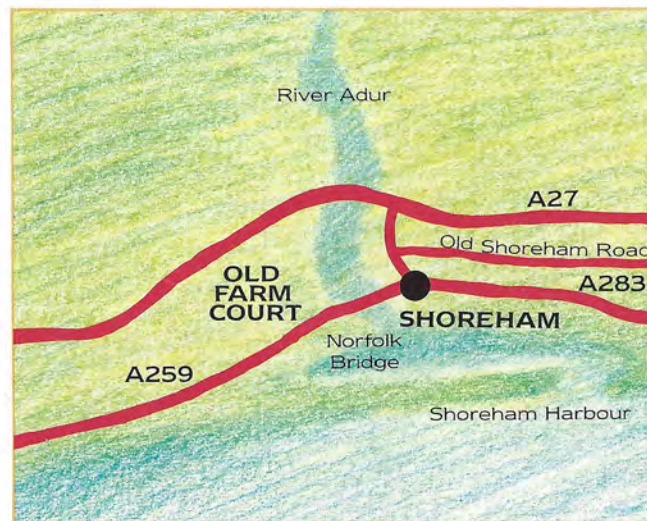 River Adur
A27
Old Shoreham Road
OLD
FARM
COURT
A283
SHOREHAM
Norfolk
Bridge
A259
Shoreham Harbour